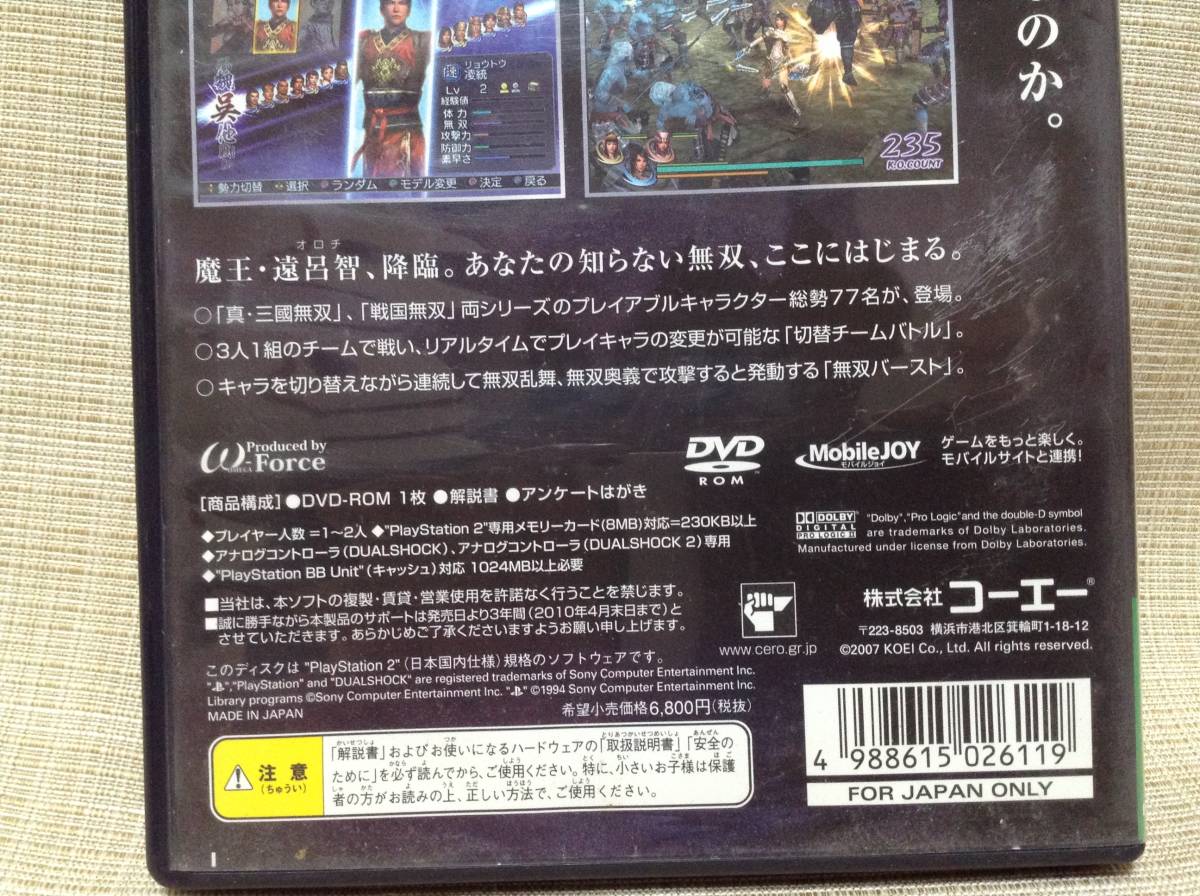 のか。
魏 呉 他
リョウトウ
凌統
Lv 2
経験値
体力
無双
攻撃力
防御力
素早さ
勢力切替 選択 ランダム モデル変更 決定 戻る
235
K.O.COUNT
オロチ
魔王・遠呂智、降臨。あなたの知らない無双、ここにはじまる。
○「真・三國無双」、「戦国無双」両シリーズのプレイアブルキャラクター総勢77名が、登場。
○3人1組のチームで戦い、リアルタイムでプレイキャラの変更が可能な「切替チームバトル」。
○キャラを切り替えながら連続して無双乱舞、無双奥義で攻撃すると発動する「無双バースト」。
Produced by
ω-Force
OMEGA
DVD
ROM
MobileJOY
モバイルジョイ
ゲームをもっと楽しく。
モバイルサイトと連携!
[商品構成]●DVD-ROM 1枚 ●解説書 ●アンケートはがき
◆プレイヤー人数 =1~2人 ◆"PlayStation 2"専用メモリーカード(8MB)対応=230KB以上
◆アナログコントローラ(DUALSHOCK)、アナログコントローラ(DUALSHOCK 2)専用
◆"PlayStation BB Unit"(キャッシュ)対応 1024MB以上必要
DOLBY
DIGITAL
PRO LOGIC II
"Dolby","Pro Logic"and the double-D symbol
are trademarks of Dolby Laboratories.
Manufactured under license from Dolby Laboratories.
■当社は、本ソフトの複製・賃貸・営業使用を許諾なく行うことを禁じます。
■誠に勝手ながら本製品のサポートは発売日より3年間(2010年4月末日まで)と
させていただきます。あらかじめご了承くださいますようお願い申し上げます。
www.cero.gr.jp
株式会社 コーエー®
〒223-8503 横浜市港北区箕輪町1-18-12
©2007 KOEI Co., Ltd. All rights reserved.
このディスクは "PlayStation 2"(日本国内仕様)規格のソフトウェアです。
" ","PlayStation" and "DUALSHOCK" are registered trademarks of Sony Computer Entertainment Inc.
Library programs ©Sony Computer Entertainment Inc. " " ©1994 Sony Computer Entertainment Inc.
MADE IN JAPAN
希望小売価格6,800円(税抜)
注意
(ちゅうい)
「解説書」およびお使いになるハードウェアの「取扱説明書」「安全の
ために」を必ず読んでから、ご使用ください。特に、小さいお子様は保護
者の方がお読みの上、正しい方法で、ご使用ください。
4 988615 026119
FOR JAPAN ONLY